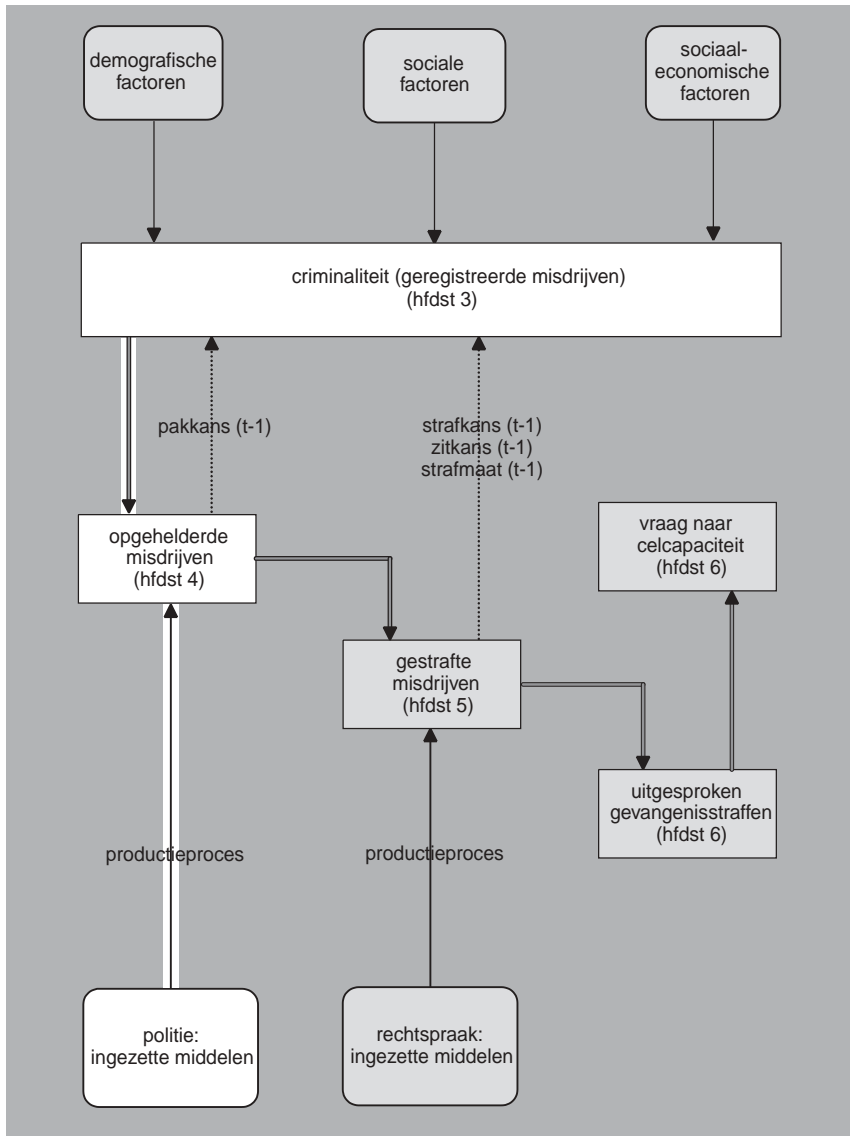 demografische
factoren
sociale
factoren
sociaal-
economische
factoren
criminaliteit (geregistreerde misdrijven)
(hfdst 3)
pakkans (t-1)
strafkans (t-1)
zitkans (t-1)
strafmaat (t-1)
opgehelderde
misdrijven
(hfdst 4)
vraag naar
celcapaciteit
(hfdst 6)
gestrafte
misdrijven
(hfdst 5)
uitgesproken
gevangenisstraffen
(hfdst 6)
productieproces
productieproces
politie:
ingezette middelen
rechtspraak:
ingezette middelen